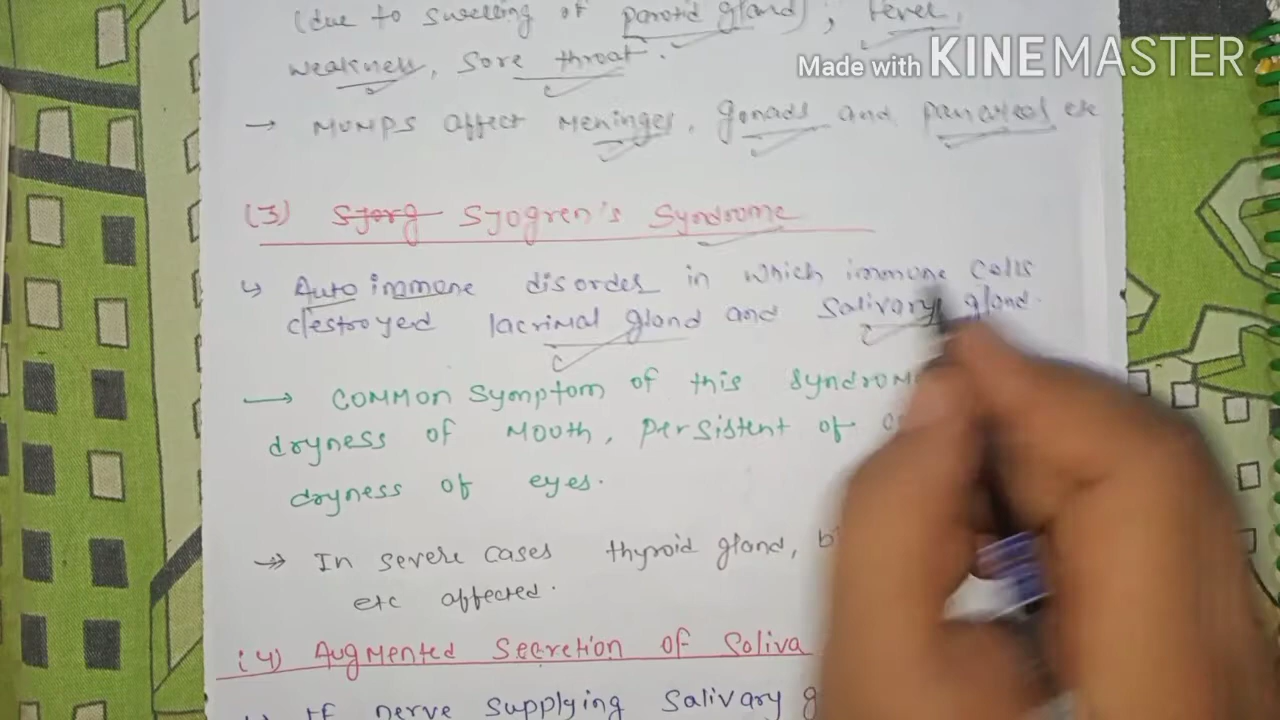 (due to swelling of parotid gland), fever,
weakness, sore throat.
Made with KINEMASTER
→ MUMPS affect Meninges, gonads and pancreas etc
(3) Sjorg Sjogren's Syndrome
↳ Autoimmune disorder in which immune cells
destroyed lacrimal gland and salivary gland.
→ COMMON Symptom of this syndrome
dryness of Mouth, persistent of
dryness of eyes.
→ In severe cases thyroid gland,
etc affected.
(4) Augmented Secretion of Saliva
↳ If nerve supplying salivary